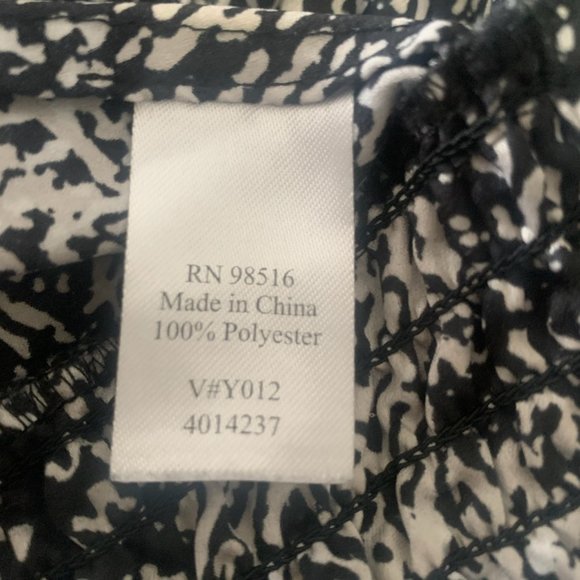 RN 98516
Made in China
100% Polyester
V#Y012
4014237